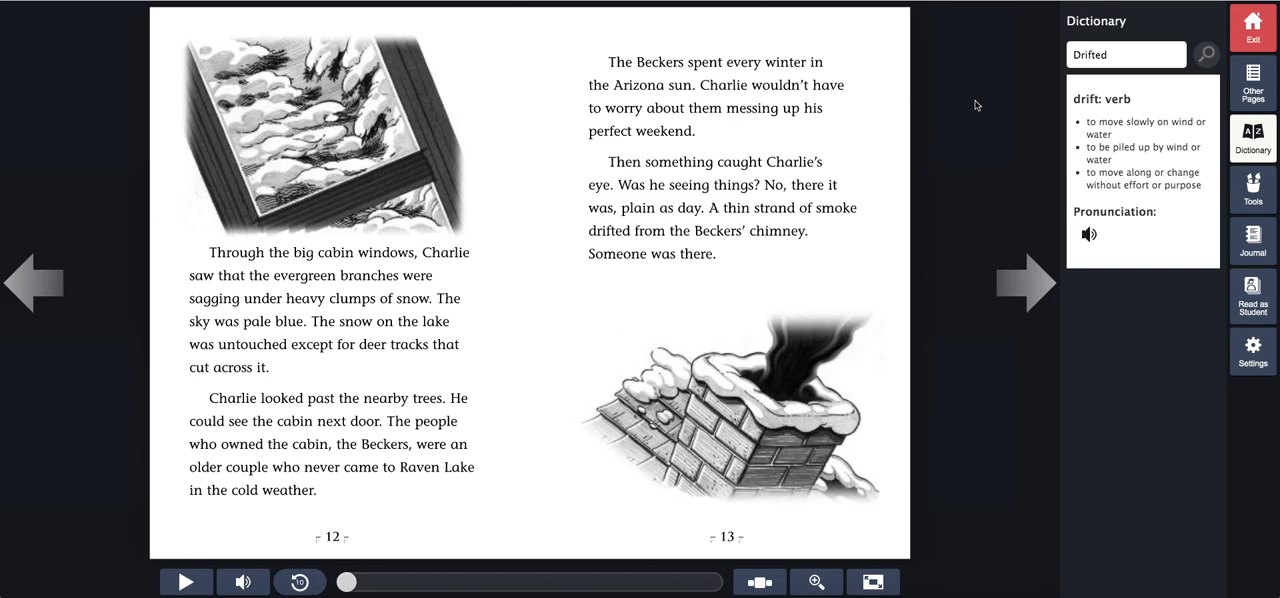 Through the big cabin windows, Charlie
saw that the evergreen branches were
sagging under heavy clumps of snow. The
sky was pale blue. The snow on the lake
was untouched except for deer tracks that
cut across it.
Charlie looked past the nearby trees. He
could see the cabin next door. The people
who owned the cabin, the Beckers, were an
older couple who never came to Raven Lake
in the cold weather.
12
The Beckers spent every winter in
the Arizona sun. Charlie wouldn't have
to worry about them messing up his
perfect weekend.
Then something caught Charlie's
eye. Was he seeing things? No, there it
was, plain as day. A thin strand of smoke
drifted from the Beckers' chimney.
Someone was there.
13
10
Dictionary
Drifted
drift: verb
• to move slowly on wind or
water
• to be piled up by wind or
water
• to move along or change
without effort or purpose
Pronunciation:
Exit
Other
Pages
A Z
Dictionary
Tools
Journal
Read as
Student
Settings